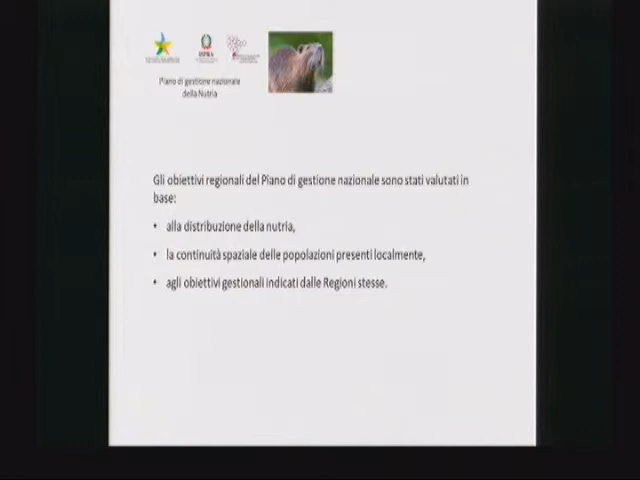 ISPRA
Piano di gestione nazionale
della Nutria
Gli obiettivi regionali del Piano di gestione nazionale sono stati valutati in
base:
• alla distribuzione della nutria,
• la continuità spaziale delle popolazioni presenti localmente,
• agli obiettivi gestionali indicati dalle Regioni stesse.